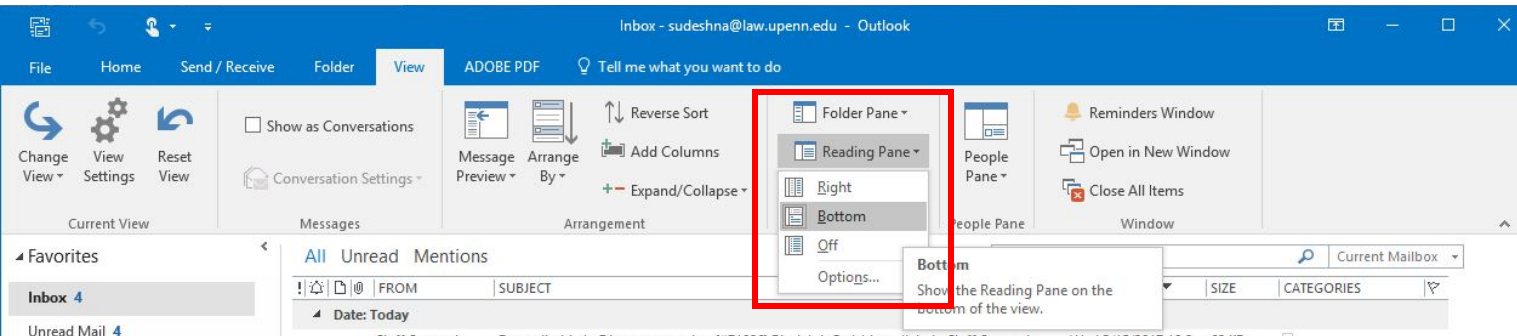 Inbox - sudeshna@law.upenn.edu - Outlook
File Home Send / Receive Folder View ADOBE PDF Tell me what you want to do
Change View
View Settings
Reset View
Current View
Show as Conversations
Conversation Settings
Messages
Message Preview
Arrange By
Reverse Sort
Add Columns
Expand/Collapse
Arrangement
Folder Pane
Reading Pane
Right
Bottom
Off
Options...
People Pane
People Pane
Reminders Window
Open in New Window
Close All Items
Window
Bottom
Show the Reading Pane on the
bottom of the view.
Favorites
Inbox 4
Unread Mail 4
All Unread Mentions
Current Mailbox
FROM SUBJECT SIZE CATEGORIES
Date: Today